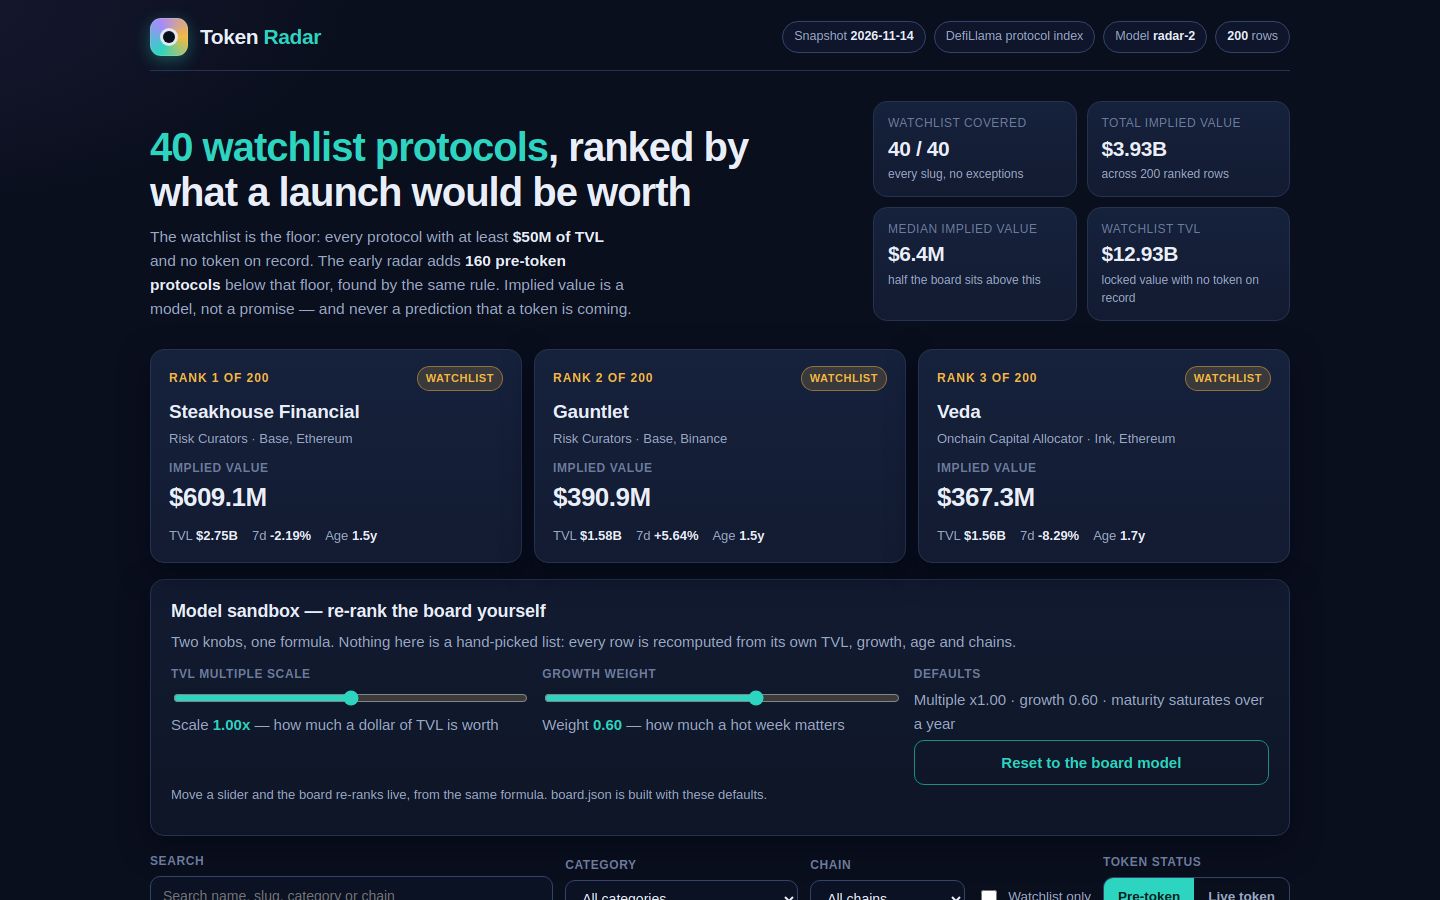 Token Radar
Snapshot 2026-11-14
DefiLlama protocol index
Model radar-2
200 rows
40 watchlist protocols, ranked by
what a launch would be worth
The watchlist is the floor: every protocol with at least $50M of TVL
and no token on record. The early radar adds 160 pre-token
protocols below that floor, found by the same rule. Implied value is a
model, not a promise — and never a prediction that a token is coming.
WATCHLIST COVERED
40 / 40
every slug, no exceptions
TOTAL IMPLIED VALUE
$3.93B
across 200 ranked rows
MEDIAN IMPLIED VALUE
$6.4M
half the board sits above this
WATCHLIST TVL
$12.93B
locked value with no token on
record
RANK 1 OF 200
WATCHLIST
Steakhouse Financial
Risk Curators · Base, Ethereum
IMPLIED VALUE
$609.1M
TVL $2.75B 7d -2.19% Age 1.5y
RANK 2 OF 200
WATCHLIST
Gauntlet
Risk Curators · Base, Binance
IMPLIED VALUE
$390.9M
TVL $1.58B 7d +5.64% Age 1.5y
RANK 3 OF 200
WATCHLIST
Veda
Onchain Capital Allocator · Ink, Ethereum
IMPLIED VALUE
$367.3M
TVL $1.56B 7d -8.29% Age 1.7y
Model sandbox — re-rank the board yourself
Two knobs, one formula. Nothing here is a hand-picked list: every row is recomputed from its own TVL, growth, age and chains.
TVL MULTIPLE SCALE
Scale 1.00x — how much a dollar of TVL is worth
GROWTH WEIGHT
Weight 0.60 — how much a hot week matters
DEFAULTS
Multiple x1.00 · growth 0.60 · maturity saturates over
a year
Reset to the board model
Move a slider and the board re-ranks live, from the same formula. board.json is built with these defaults.
SEARCH
Search name, slug, category or chain
CATEGORY
All categories
CHAIN
All chains
Watchlist only
TOKEN STATUS
Pre-token
Live token